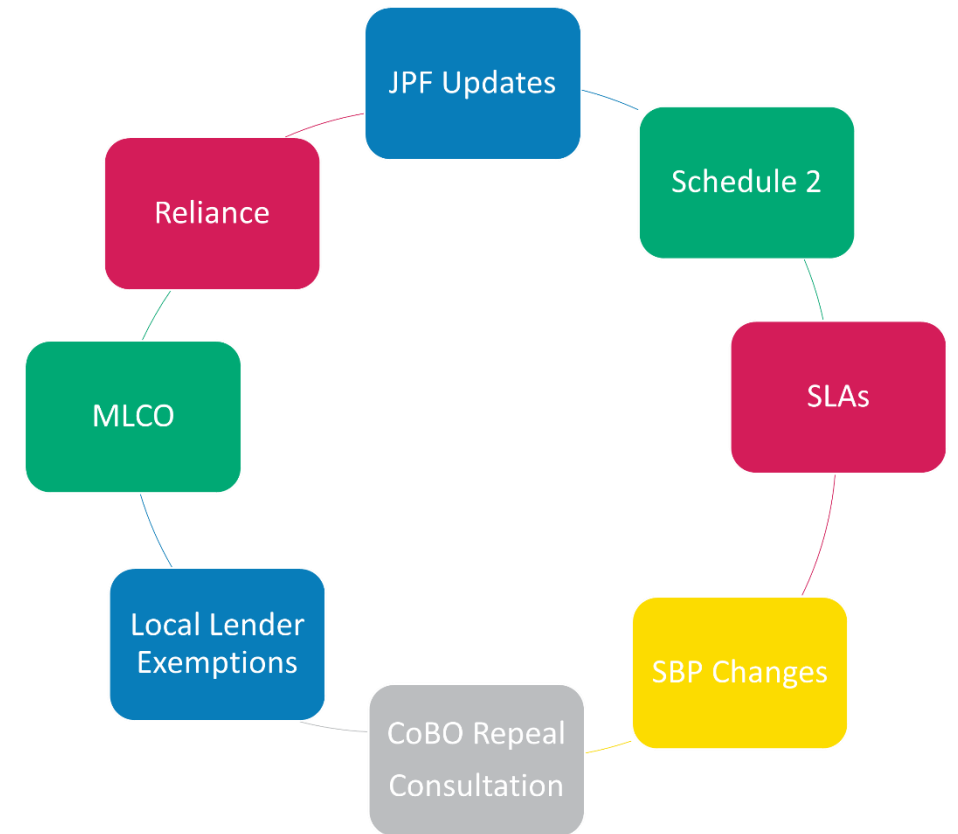 JPF Updates
Schedule 2
SLAs
SBP Changes
CoBO Repeal
Consultation
Local Lender
Exemptions
MLCO
Reliance